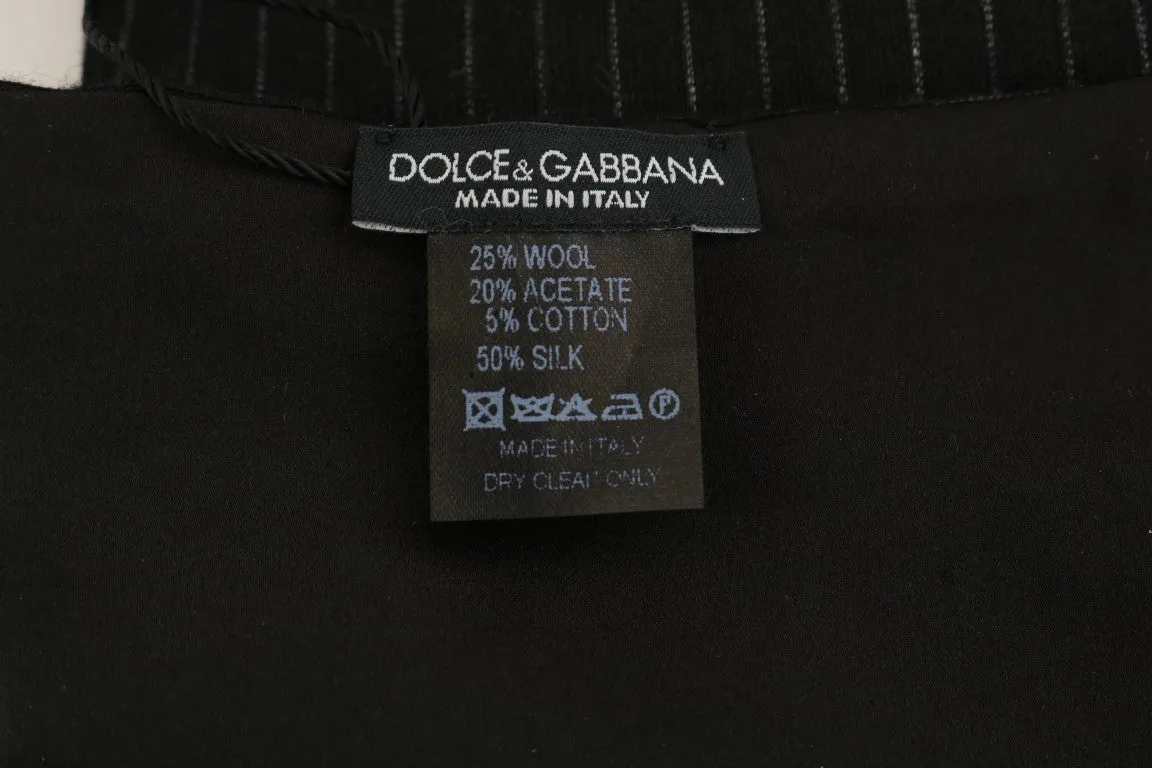 DOLCE & GABBANA
MADE IN ITALY
25% WOOL
20% ACETATE
5% COTTON
50% SILK
MADE IN ITALY
DRY CLEAN ONLY